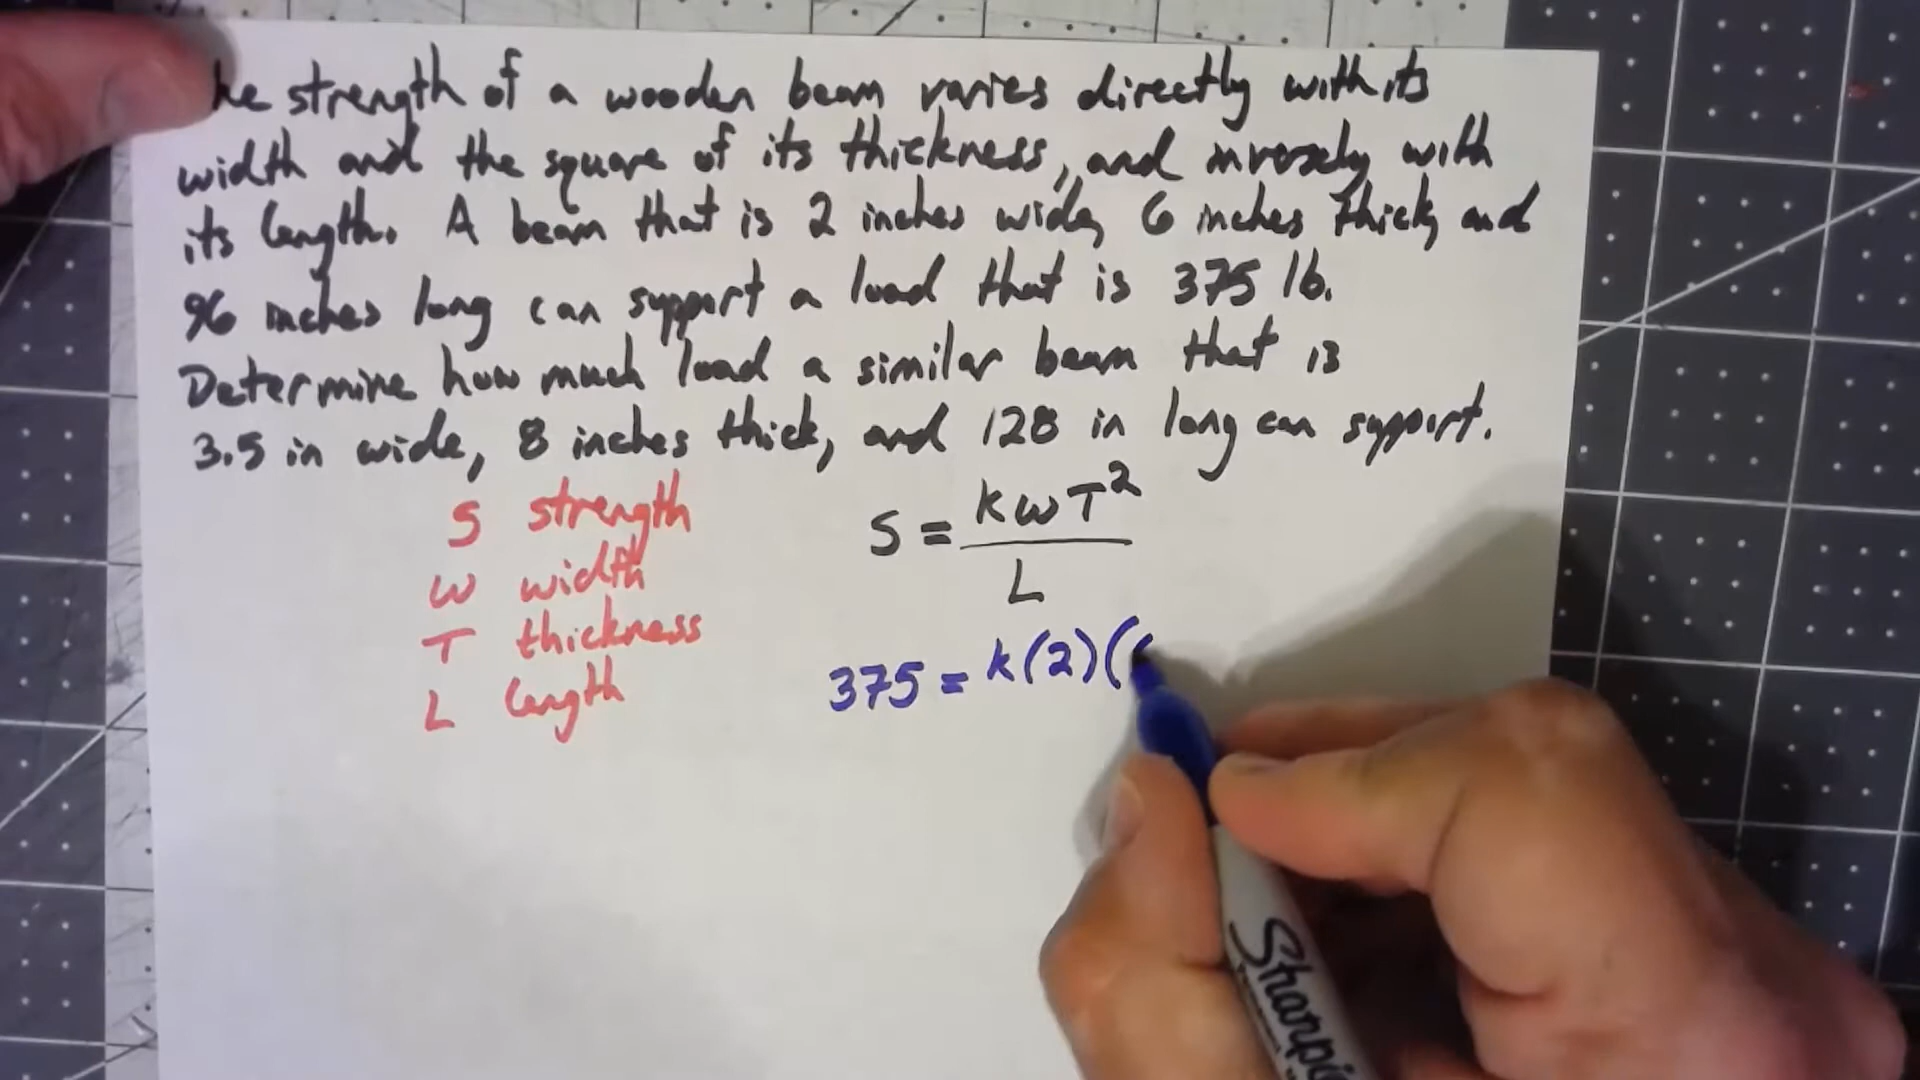 he strength of a wooden beam varies directly with its
width and the square of its thickness, and inversely with
its length. A beam that is 2 inches wide, 6 inches thick, and
96 inches long can support a load that is 375 lb.
Determine how much load a similar beam that is
3.5 in wide, 8 inches thick, and 128 in long can support.
S strength
w width
T thickness
L length
S = kwT²
L
375 = k(2)(
Sharpie